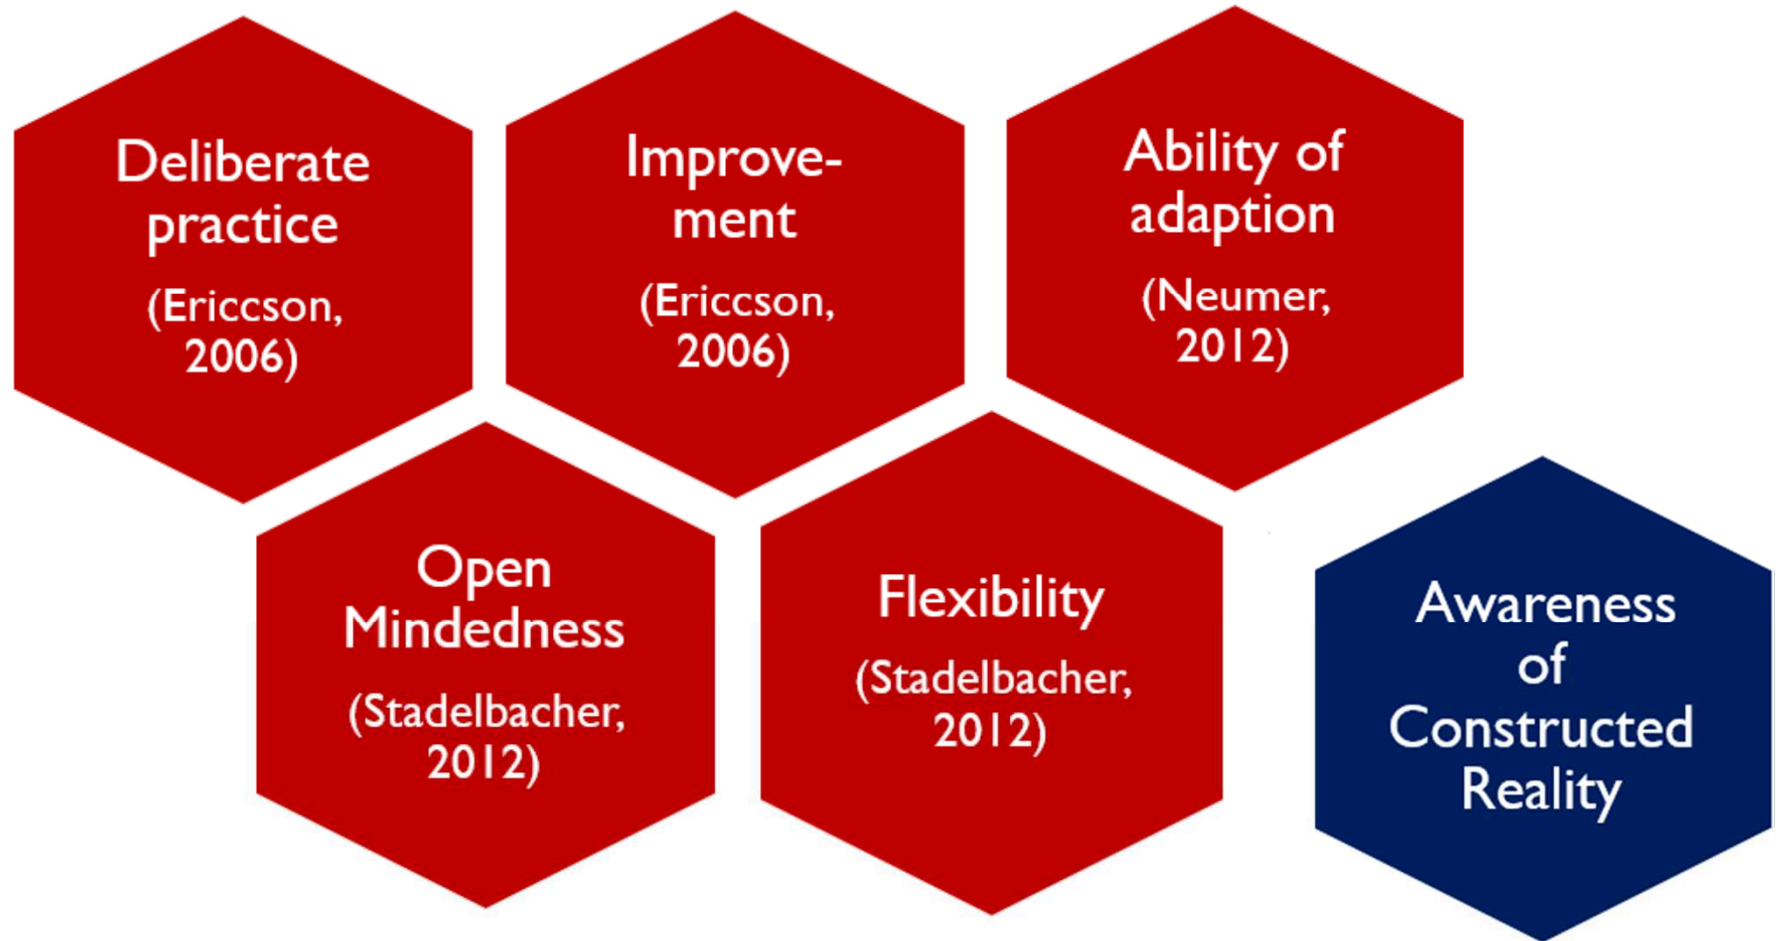 Deliberate
practice
(Ericcson,
2006)
Improve-
ment
(Ericcson,
2006)
Ability of
adaption
(Neumer,
2012)
Open
Mindedness
(Stadelbacher,
2012)
Flexibility
(Stadelbacher,
2012)
Awareness
of
Constructed
Reality